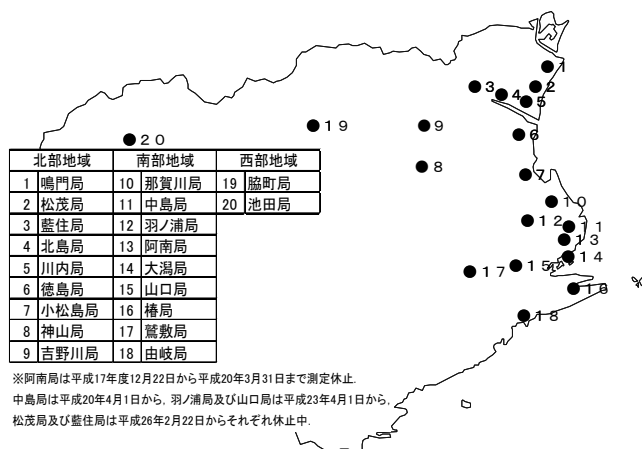 1
3
2
4
5
19
9
6
20
8
7
10
12
11
13
14
15
17
16
18
北部地域 南部地域 西部地域
1 鳴門局 10 那賀川局 19 脇町局
2 松茂局 11 中島局 20 池田局
3 藍住局 12 羽ノ浦局
4 北島局 13 阿南局
5 川内局 14 大潟局
6 徳島局 15 山口局
7 小松島局 16 椿局
8 神山局 17 鷲敷局
9 吉野川局 18 由岐局
※阿南局は平成17年度12月22日から平成20年3月31日まで測定休止.
中島局は平成20年4月1日から, 羽ノ浦局及び山口局は平成23年4月1日から,
松茂局及び藍住局は平成26年2月22日からそれぞれ休止中.